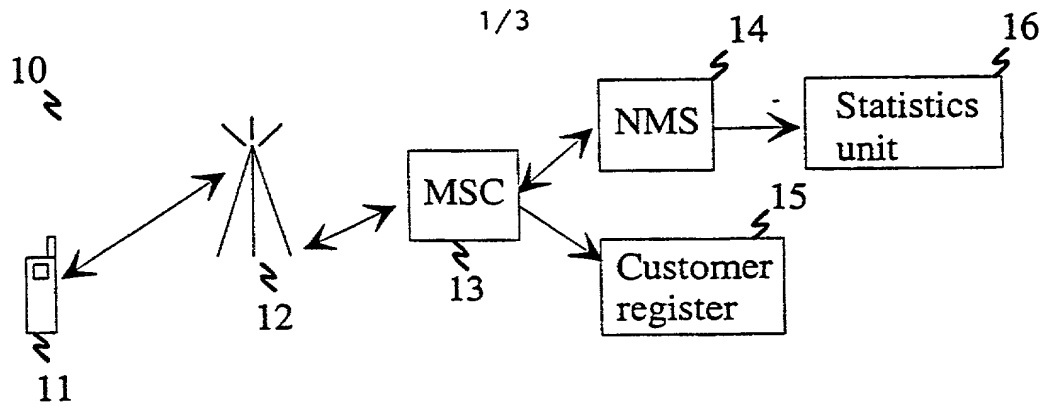 1/3
10
14
16
NMS
Statistics
unit
MSC
15
Customer
register
13
12
11